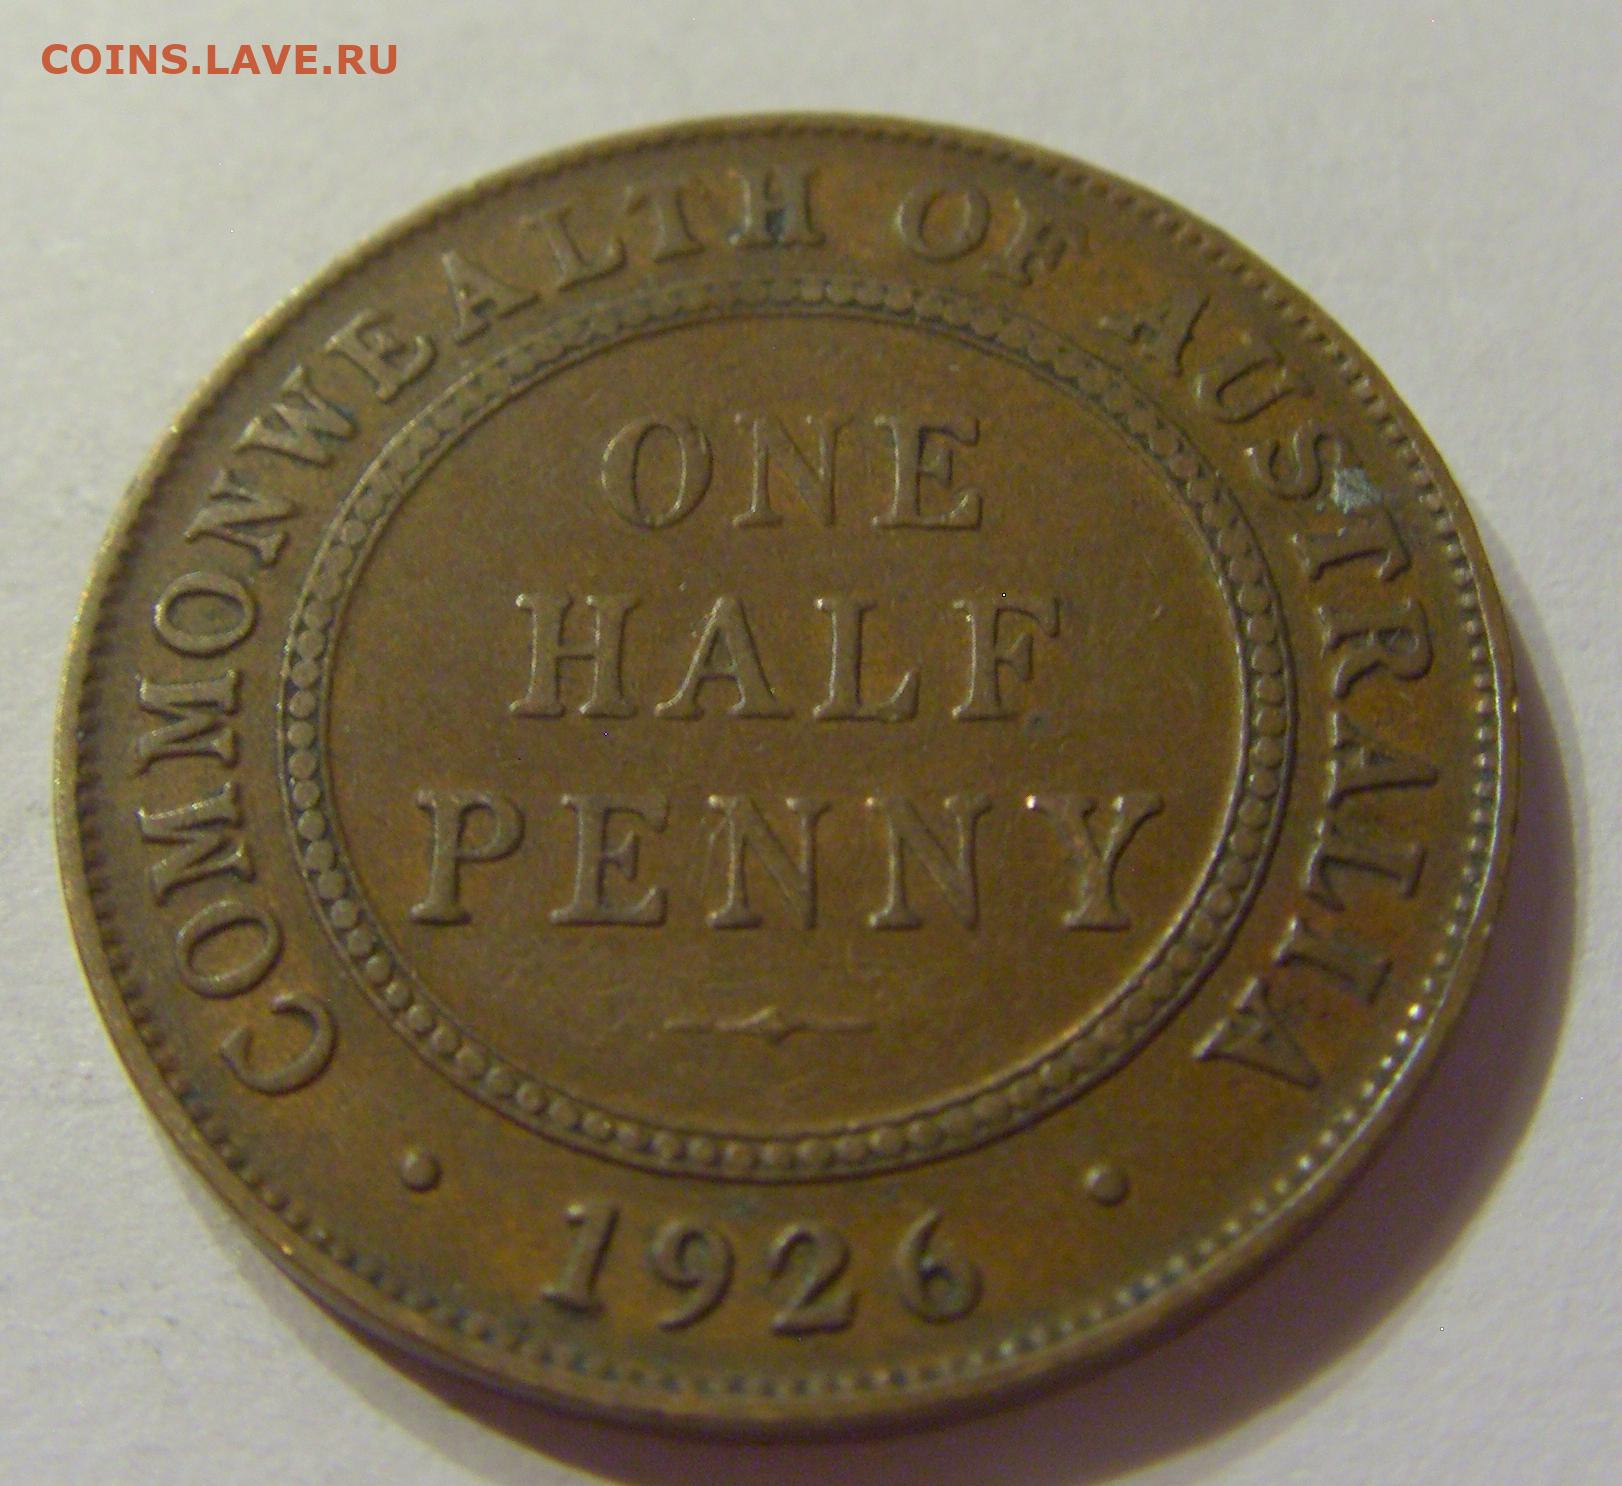 COINS.LAVE.RU
COMMONWEALTH OF AUSTRALIA
ONE
HALF
PENNY
· 1926 ·